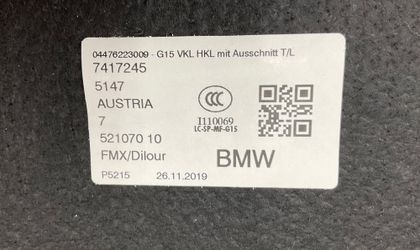 04476223009 - G15 VKL HKL mit Ausschnitt T/L
7417245
5147
AUSTRIA
7
521070 10
FMX/Dilour
P5215 26.11.2019
CCC
I110069
LC-SP-MF-G15
BMW